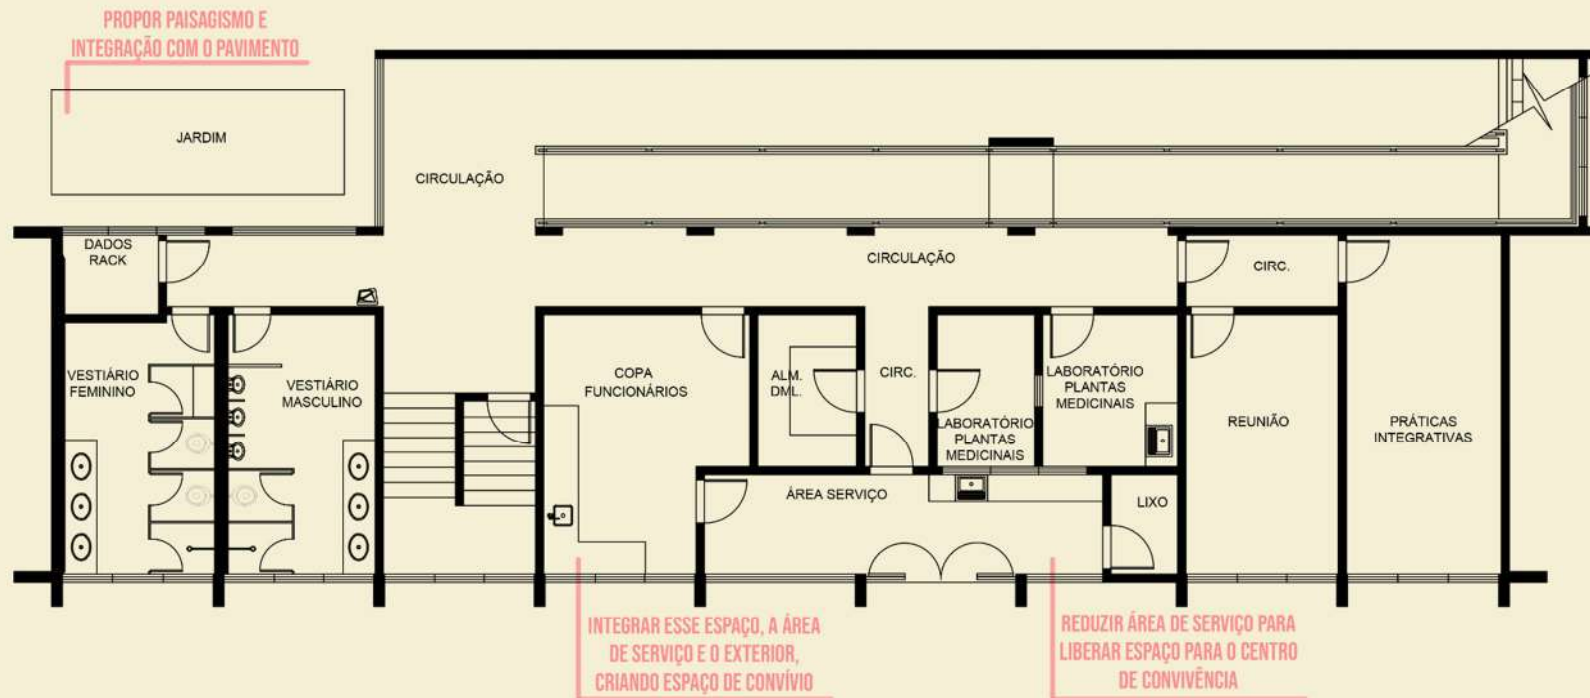 PROPOR PAISAGISMO E
INTEGRAÇÃO COM O PAVIMENTO
JARDIM
CIRCULAÇÃO
DADOS
RACK
CIRCULAÇÃO
CIRC.
VESTIÁRIO
FEMININO
VESTIÁRIO
MASCULINO
COPA
FUNCIONÁRIOS
ALM.
DML.
CIRC.
LABORATÓRIO
PLANTAS
MEDICINAIS
LABORATÓRIO
PLANTAS
MEDICINAIS
REUNIÃO
PRÁTICAS
INTEGRATIVAS
ÁREA SERVIÇO
LIXO
INTEGRAR ESSE ESPAÇO, A ÁREA
DE SERVIÇO E O EXTERIOR,
CRIANDO ESPAÇO DE CONVÍVIO
REDUZIR ÁREA DE SERVIÇO PARA
LIBERAR ESPAÇO PARA O CENTRO
DE CONVIVÊNCIA